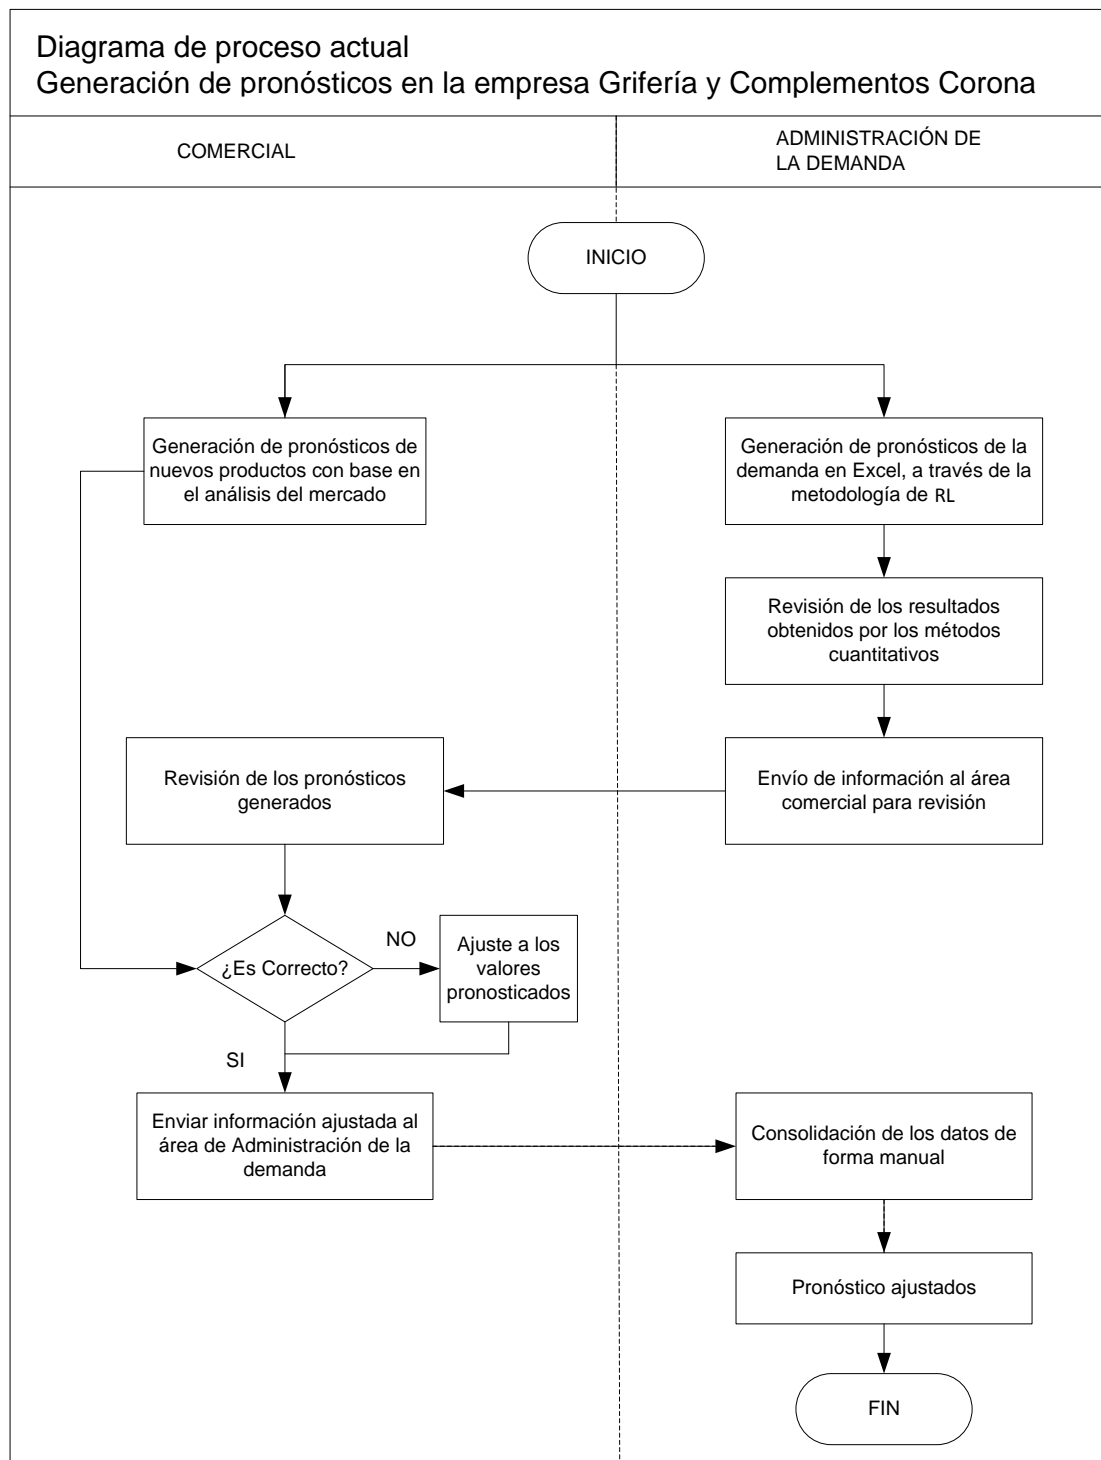 Diagrama de proceso actual
Generación de pronósticos en la empresa Grifería y Complementos Corona
COMERCIAL
ADMINISTRACIÓN DE
LA DEMANDA
INICIO
Generación de pronósticos de
nuevos productos con base en
el análisis del mercado
Generación de pronósticos de la
demanda en Excel, a través de la
metodología de RL
Revisión de los resultados
obtenidos por los métodos
cuantitativos
Revisión de los pronósticos
generados
Envío de información al área
comercial para revisión
¿Es Correcto?
NO
Ajuste a los
valores
pronosticados
SI
Enviar información ajustada al
área de Administración de la
demanda
Consolidación de los datos de
forma manual
Pronóstico ajustados
FIN